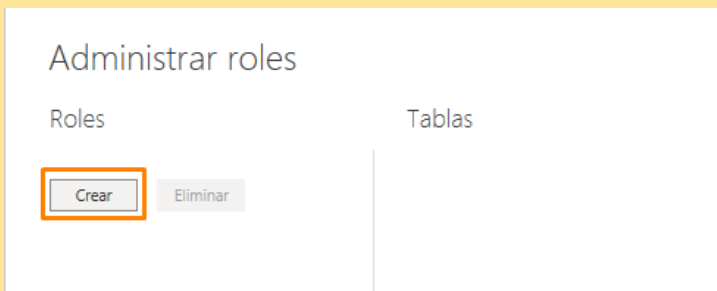 Administrar roles
Roles
Tablas
Crear
Eliminar